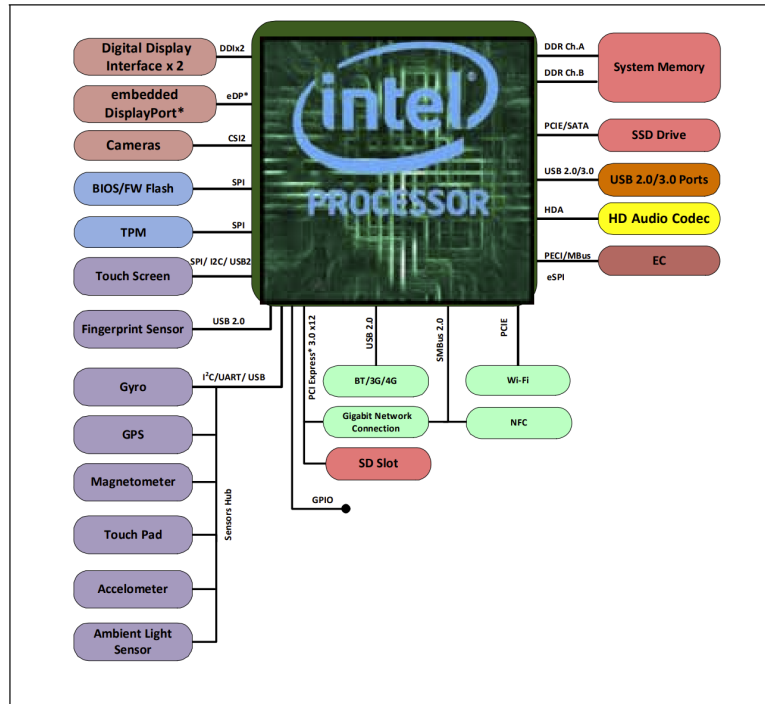 Digital Display
Interface x 2
DDIx2
embedded
DisplayPort*
eDP*
Cameras
CSI2
BIOS/FW Flash
SPI
TPM
SPI
Touch Screen
SPI/ I2C/ USB2
Fingerprint Sensor
USB 2.0
Gyro
I²C/UART/ USB
GPS
Magnetometer
Touch Pad
Accelometer
Ambient Light
Sensor
Sensors Hub
intel
®
PROCESSOR
DDR Ch.A
DDR Ch.B
System Memory
PCIE/SATA
SSD Drive
USB 2.0/3.0
USB 2.0/3.0 Ports
HDA
HD Audio Codec
PECI/MBus
EC
eSPI
PCI Express* 3.0 x12
USB 2.0
SMBus 2.0
PCIE
BT/3G/4G
Wi-Fi
Gigabit Network
Connection
NFC
SD Slot
GPIO